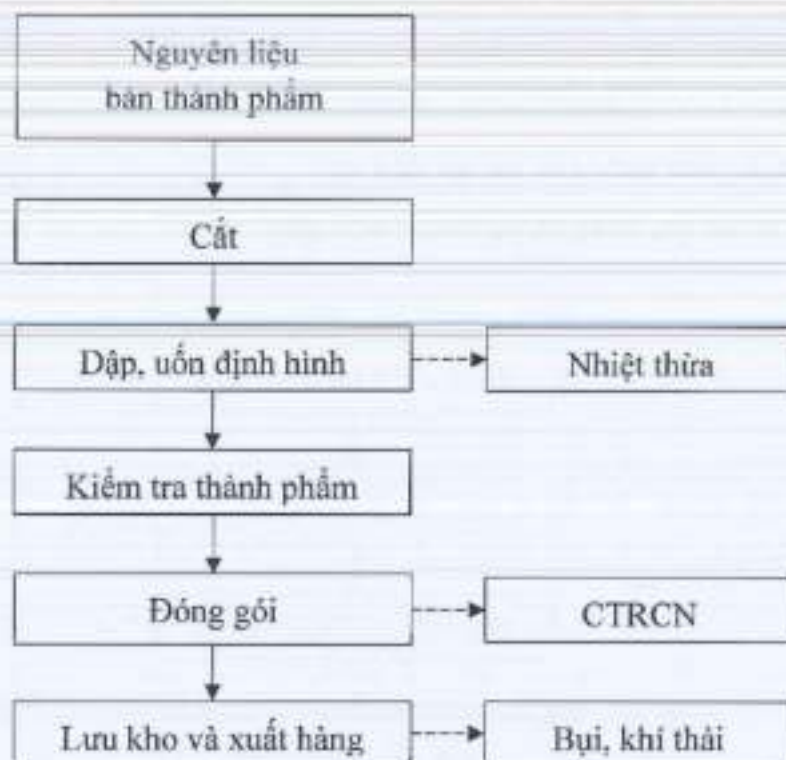 Nguyên liệu
bán thành phẩm
Cắt
Dập, uốn định hình
Nhiệt thừa
Kiểm tra thành phẩm
Đóng gói
CTRCN
Lưu kho và xuất hàng
Bụi, khí thải